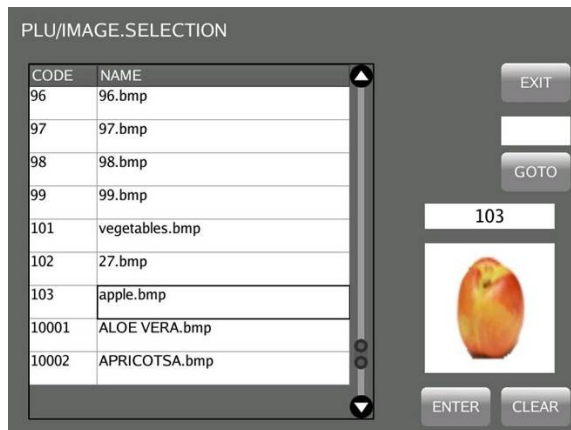 PLU/IMAGE.SELECTION
CODE NAME
EXIT
96 96.bmp
97 97.bmp
98 98.bmp
GOTO
99 99.bmp
103
101 vegetables.bmp
102 27.bmp
103 apple.bmp
10001 ALOE VERA.bmp
10002 APRICOTSA.bmp
ENTER CLEAR